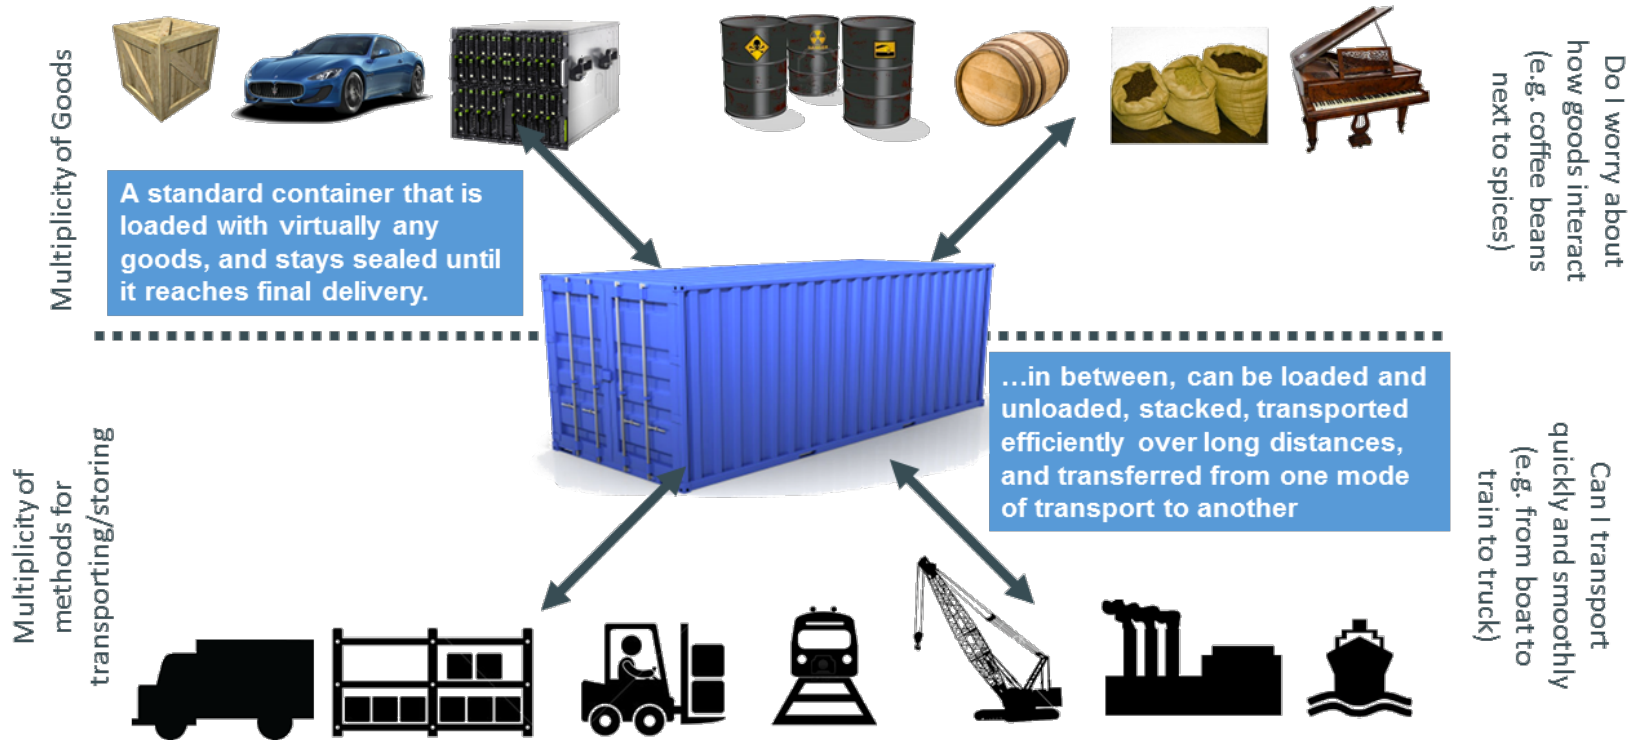 Multiplicity of Goods
Do I worry about
how goods interact
(e.g. coffee beans
next to spices)
A standard container that is
loaded with virtually any
goods, and stays sealed until
it reaches final delivery.
…in between, can be loaded and
unloaded, stacked, transported
efficiently over long distances,
and transferred from one mode
of transport to another
Multiplicity of
methods for
transporting/storing
Can I transport
quickly and smoothly
(e.g. from boat to
train to truck)